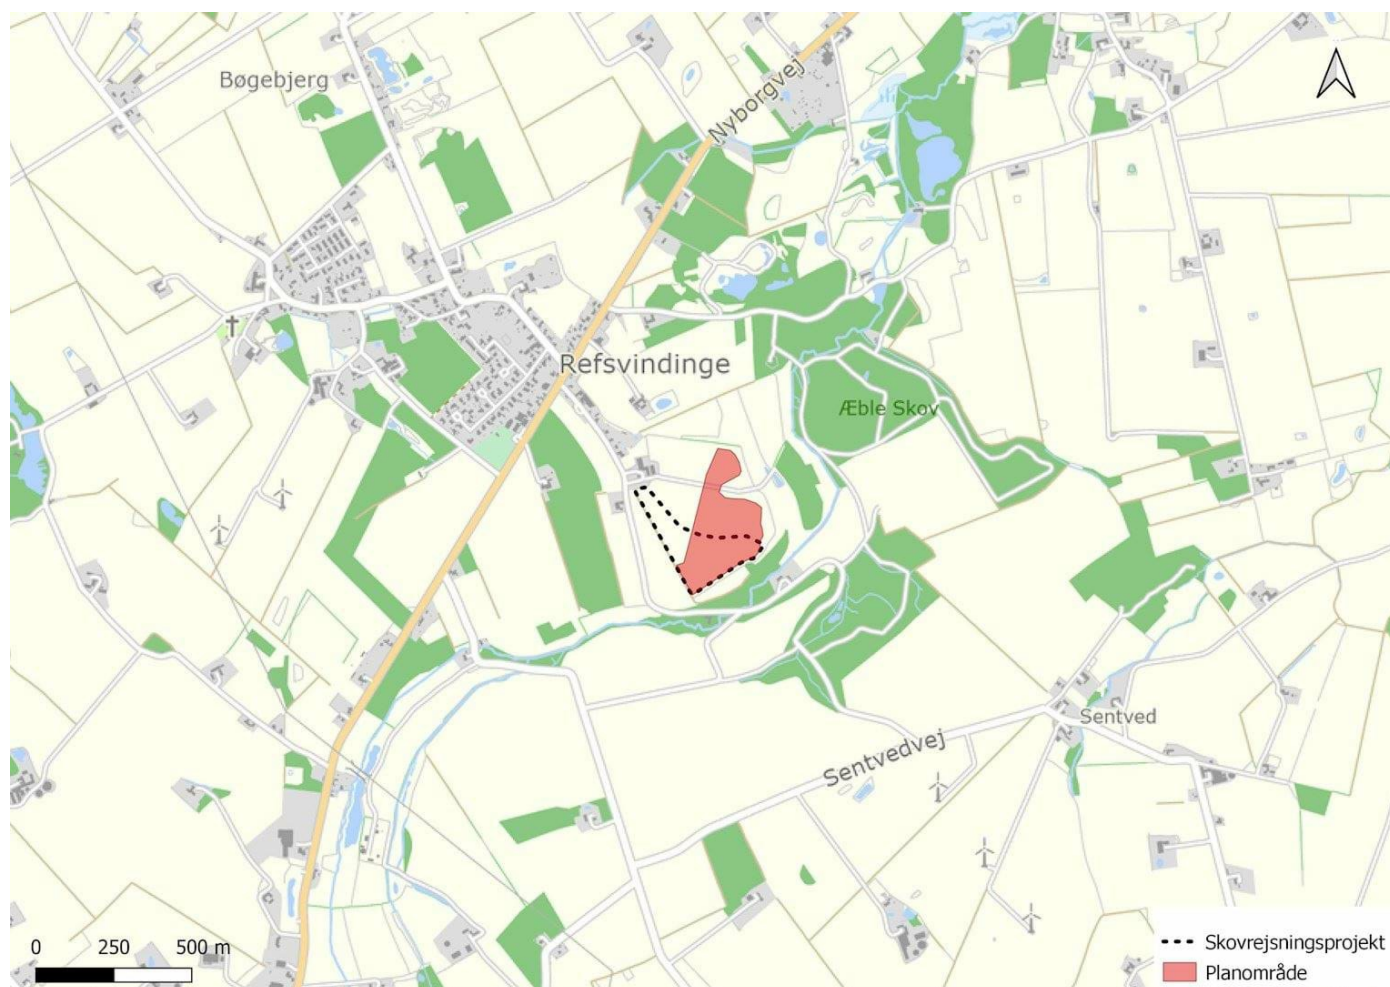 Bøgebjerg
Nyborgvej
Refsvindinge
Æble Skov
Sentved
Sentvedvej
0 250 500 m
Skovrejsningsprojekt
Planområde